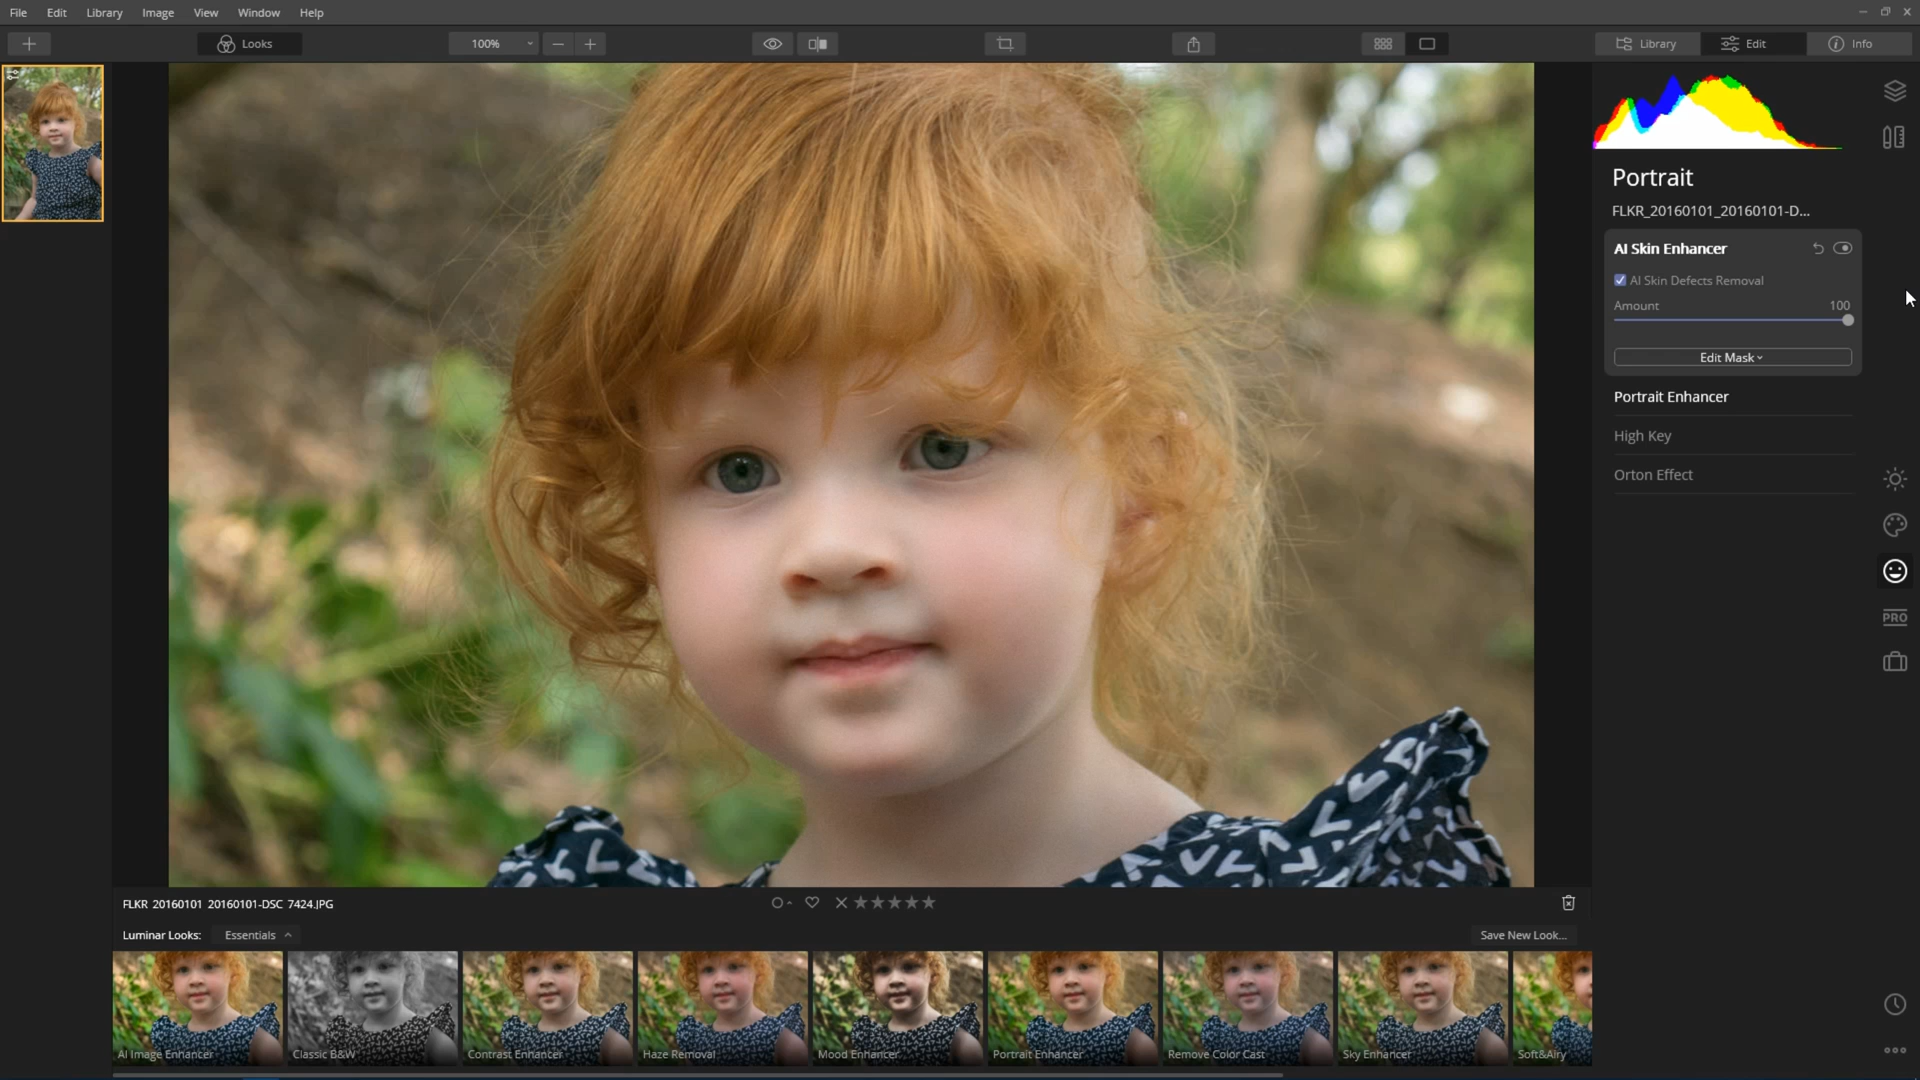 File Edit Library Image View Window Help
Looks 100% Library Edit Info
Portrait
FLKR_20160101_20160101-D...
AI Skin Enhancer
AI Skin Defects Removal
Amount 100
Edit Mask
Portrait Enhancer
High Key
Orton Effect
PRO
FLKR 20160101 20160101-DSC 7424.JPG
Luminar Looks: Essentials Save New Look...
AI Image Enhancer Classic B&W Contrast Enhancer Haze Removal Mood Enhancer Portrait Enhancer Remove Color Cast Sky Enhancer Soft&Airy